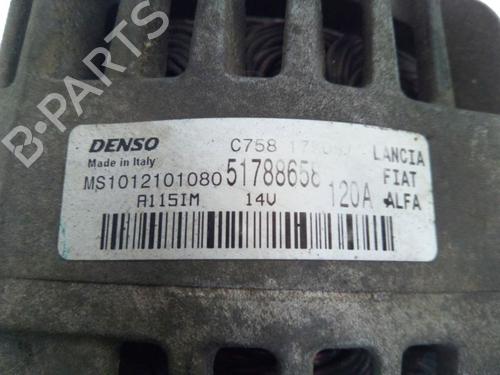 B-PARTS
DENSO C758 LANCIA
Made in Italy
MS1012101080 51788658 120A FIAT
A115IM 14V ALFA